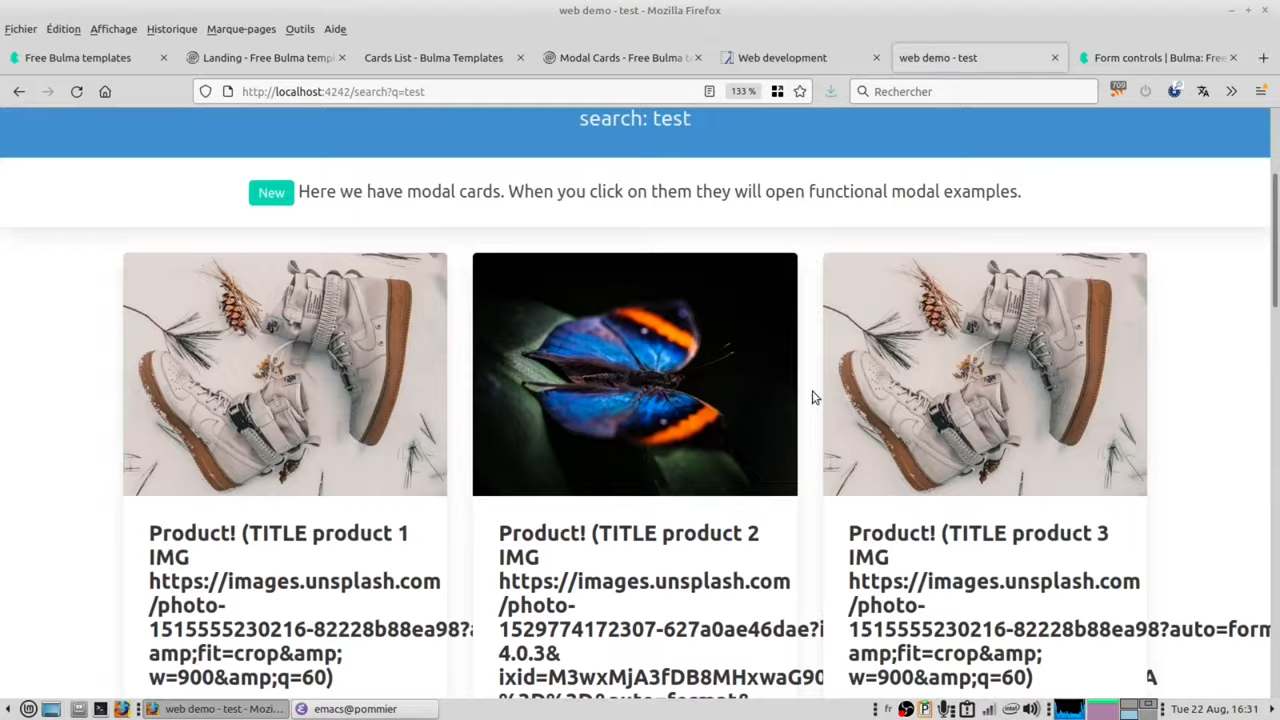 web demo - test - Mozilla Firefox
Fichier Édition Affichage Historique Marque-pages Outils Aide
Free Bulma templates
Landing - Free Bulma templ
Cards List - Bulma Templates
Modal Cards - Free Bulma t
Web development
web demo - test
Form controls | Bulma: Free
http://localhost:4242/search?q=test
133 %
Rechercher
709
search: test
New Here we have modal cards. When you click on them they will open functional modal examples.
Product! (TITLE product 1
IMG
https://images.unsplash.com
/photo-
1515555230216-82228b88ea98?a
amp;fit=crop&amp;
w=900&amp;q=60)
Product! (TITLE product 2
IMG
https://images.unsplash.com
/photo-
1529774172307-627a0ae46dae?i
4.0.3&
ixid=M3wxMjA3fDB8MHxwaG90
Product! (TITLE product 3
IMG
https://images.unsplash.com
/photo-
1515555230216-82228b88ea98?auto=form
amp;fit=crop&amp;
w=900&amp;q=60)
A
web demo - test - Mozi...
emacs@pommier
fr
Tue 22 Aug, 16:31